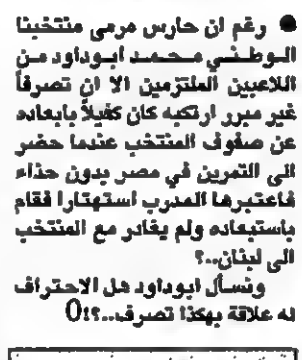 ● رغم ان حارس مرمى منتخبنا
الوطني محمد ابوداود من
اللاعبين الملتزمين الا ان تصرفاً
غير مبرر ارتكبه كان كفيلاً بابعاده
عن صفوف المنتخب عندما حضر
الى التمرين في مصر بدون حذاء
فاعتبرها المدرب استهتارا فقام
باستبعاده ولم يغادر مع المنتخب
الى لبنان..؟
ونسأل ابوداود هل الاحتراف
له علاقة بهكذا تصرف..؟!0